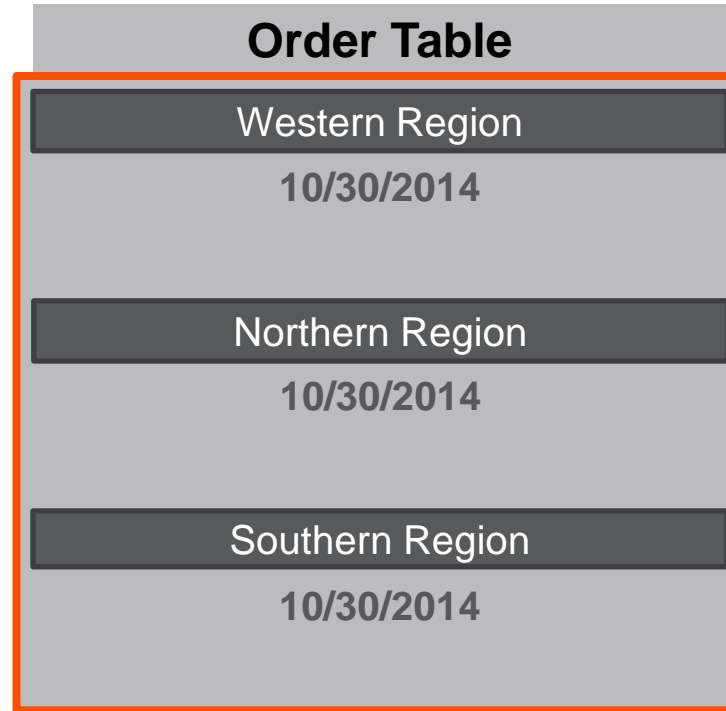 Order Table
Western Region
10/30/2014
Northern Region
10/30/2014
Southern Region
10/30/2014